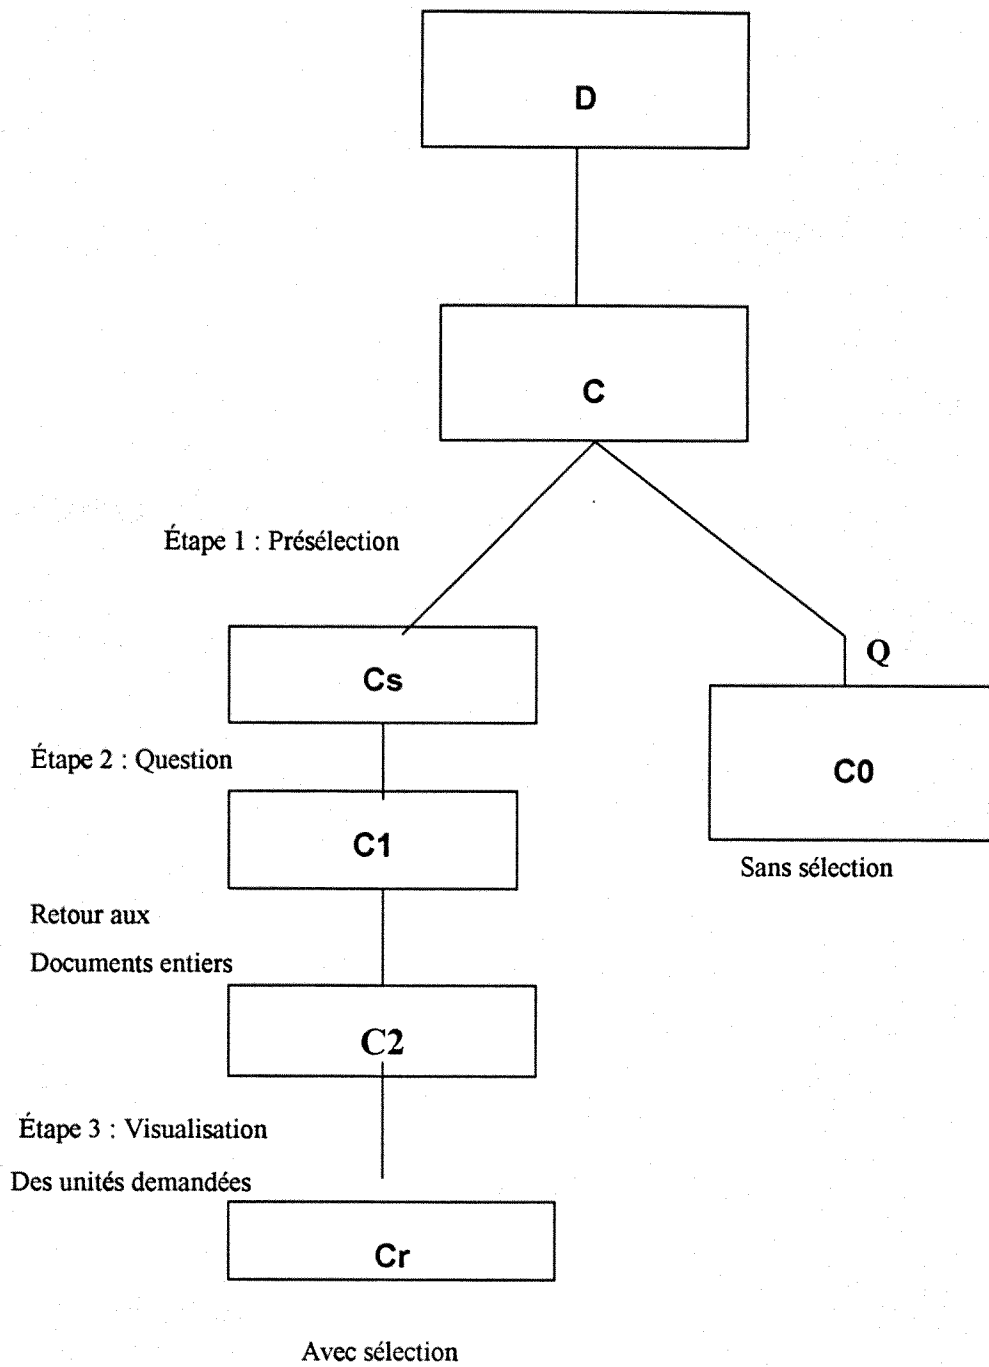 D
C
Étape 1 : Présélection
Q
Cs
Étape 2 : Question
C0
C1
Sans sélection
Retour aux
Documents entiers
C2
Étape 3 : Visualisation
Des unités demandées
Cr
Avec sélection